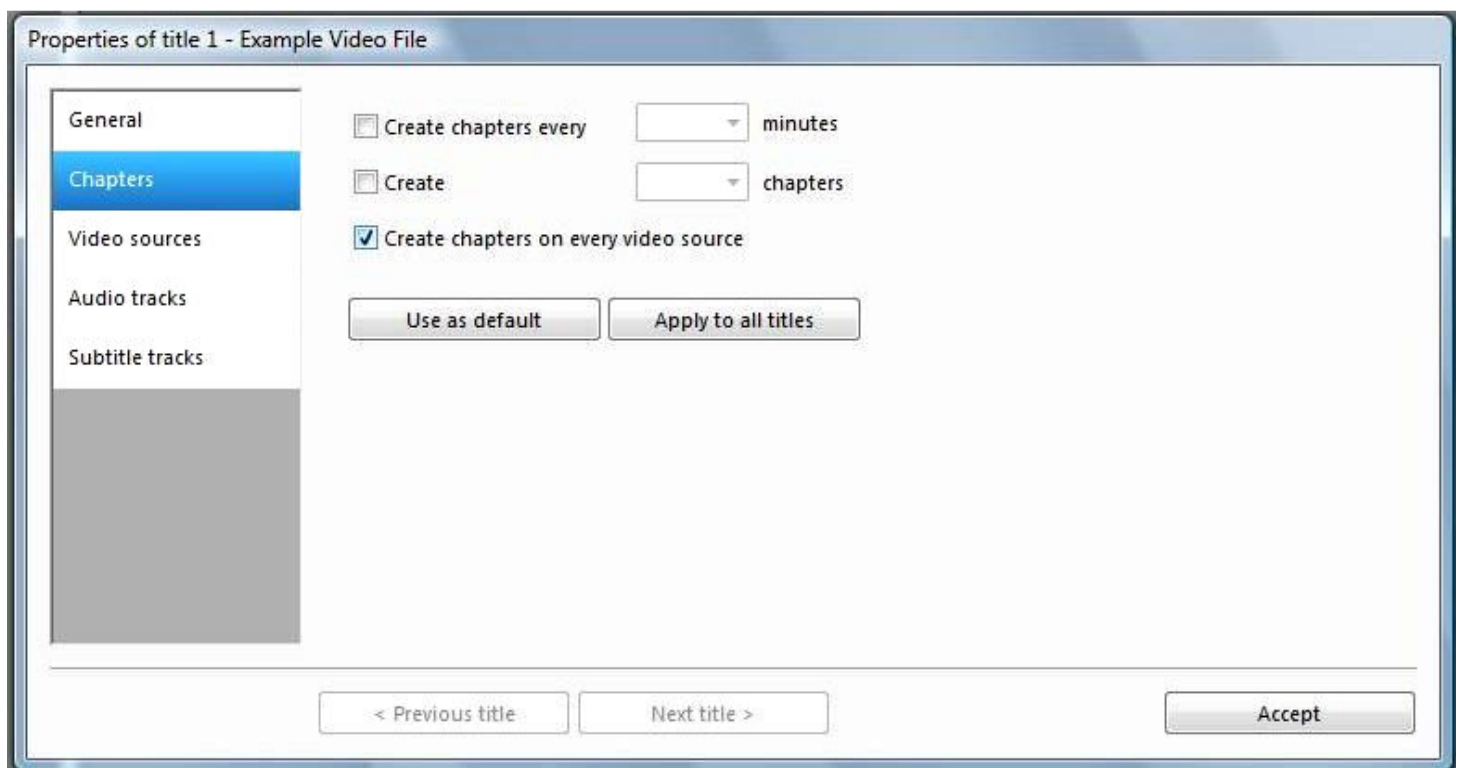 Properties of title 1 - Example Video File
General
Chapters
Video sources
Audio tracks
Subtitle tracks
Create chapters every minutes
Create chapters
Create chapters on every video source
Use as default Apply to all titles
< Previous title Next title > Accept